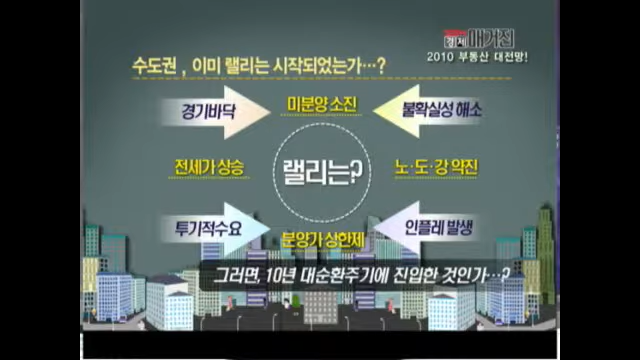 경제매거진
2010 부동산 대전망!
수도권, 이미 랠리는 시작되었는가…?
경기바닥
미분양 소진
불확실성 해소
전세가 상승
랠리는?
노·도·강 약진
투기적수요
분양가 상한제
인플레 발생
그러면, 10년 대순환주기에 진입한 것인가…?